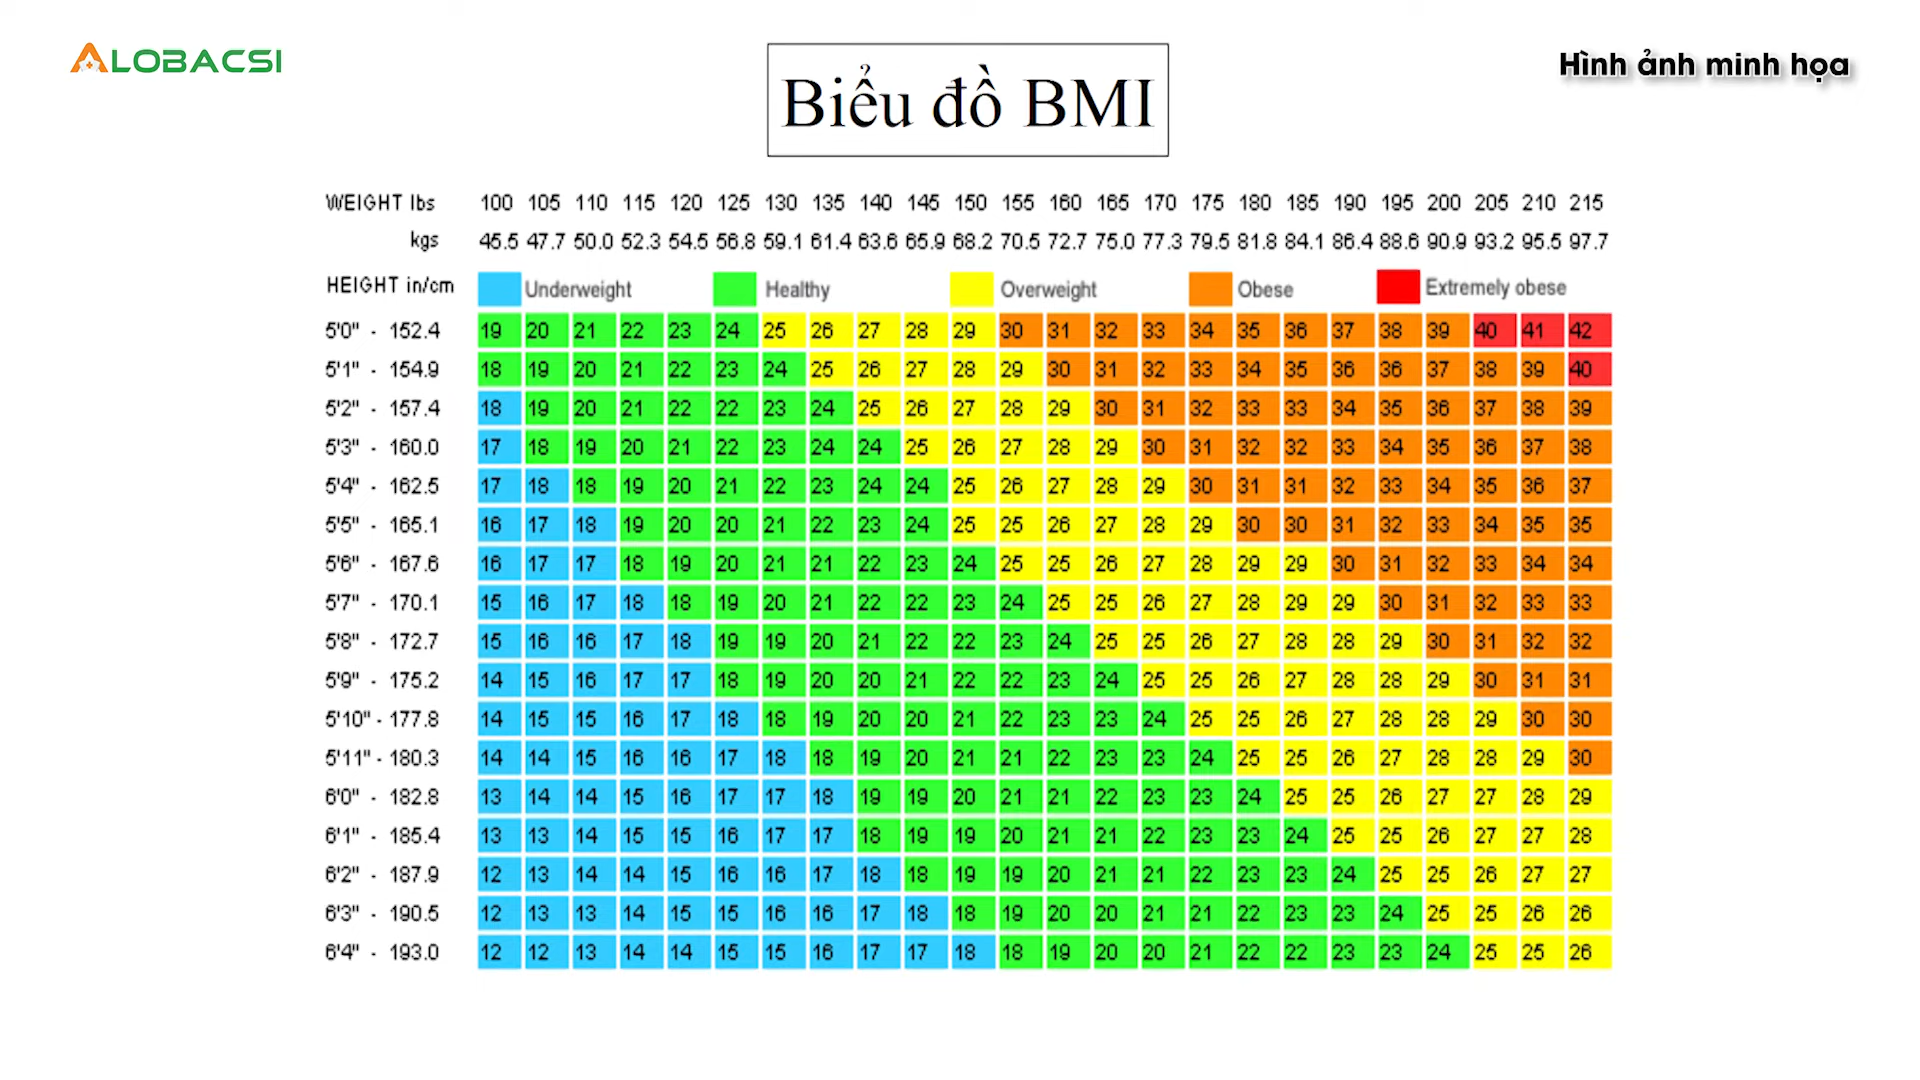 ALOBACSI
Hình ảnh minh họa
Biểu đồ BMI
WEIGHT lbs 100 105 110 115 120 125 130 135 140 145 150 155 160 165 170 175 180 185 190 195 200 205 210 215
kgs 45.5 47.7 50.0 52.3 54.5 56.8 59.1 61.4 63.6 65.9 68.2 70.5 72.7 75.0 77.3 79.5 81.8 84.1 86.4 88.6 90.9 93.2 95.5 97.7
HEIGHT in/cm Underweight Healthy Overweight Obese Extremely obese
5'0" - 152.4 19 20 21 22 23 24 25 26 27 28 29 30 31 32 33 34 35 36 37 38 39 40 41 42
5'1" - 154.9 18 19 20 21 22 23 24 25 26 27 28 29 30 31 32 33 34 35 36 36 37 38 39 40
5'2" - 157.4 18 19 20 21 22 22 23 24 25 26 27 28 29 30 31 32 33 33 34 35 36 37 38 39
5'3" - 160.0 17 18 19 20 21 22 23 24 24 25 26 27 28 29 30 31 32 32 33 34 35 36 37 38
5'4" - 162.5 17 18 18 19 20 21 22 23 24 24 25 26 27 28 29 30 31 31 32 33 34 35 36 37
5'5" - 165.1 16 17 18 19 20 20 21 22 23 24 25 25 26 27 28 29 30 30 31 32 33 34 35 35
5'6" - 167.6 16 17 17 18 19 20 21 21 22 23 24 25 25 26 27 28 29 29 30 31 32 33 34 34
5'7" - 170.1 15 16 17 18 18 19 20 21 22 22 23 24 25 25 26 27 28 29 29 30 31 32 33 33
5'8" - 172.7 15 16 16 17 18 19 19 20 21 22 22 23 24 25 25 26 27 28 28 29 30 31 32 32
5'9" - 175.2 14 15 16 17 17 18 19 20 20 21 22 22 23 24 25 25 26 27 28 28 29 30 31 31
5'10" - 177.8 14 15 15 16 17 18 18 19 20 20 21 22 23 23 24 25 25 26 27 28 28 29 30 30
5'11" - 180.3 14 14 15 16 16 17 18 18 19 20 21 21 22 23 23 24 25 25 26 27 28 28 29 30
6'0" - 182.8 13 14 14 15 16 17 17 18 19 19 20 21 21 22 23 23 24 25 25 26 27 27 28 29
6'1" - 185.4 13 13 14 15 15 16 17 17 18 19 19 20 21 21 22 23 23 24 25 25 26 27 27 28
6'2" - 187.9 12 13 14 14 15 16 16 17 18 18 19 19 20 21 21 22 23 23 24 25 25 26 27 27
6'3" - 190.5 12 13 13 14 15 15 16 16 17 18 18 19 20 20 21 21 22 23 23 24 25 25 26 26
6'4" - 193.0 12 12 13 14 14 15 15 16 17 17 18 18 19 20 20 21 22 22 23 23 24 25 25 26